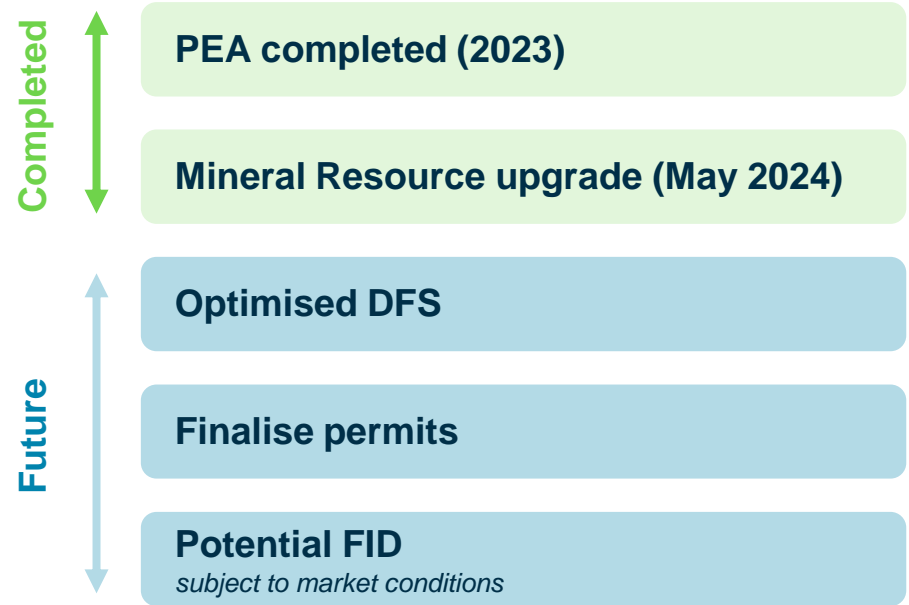 Completed
PEA completed (2023)
Mineral Resource upgrade (May 2024)
Future
Optimised DFS
Finalise permits
Potential FID
subject to market conditions